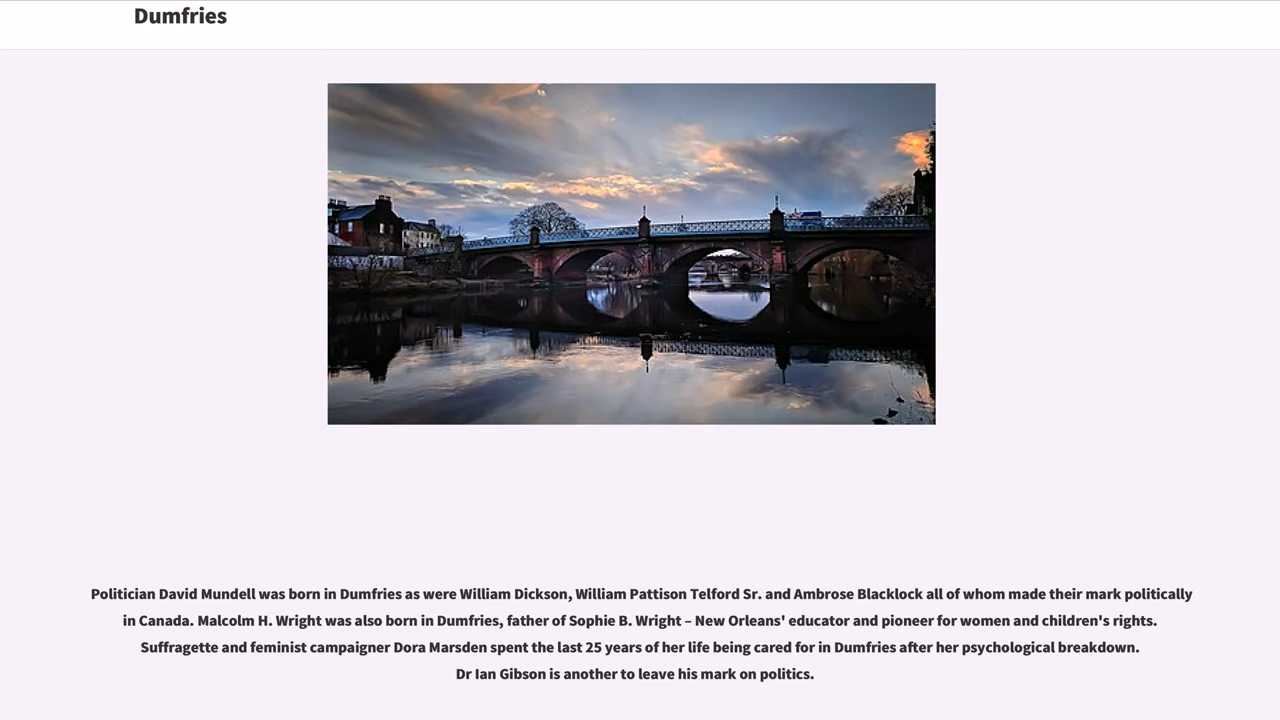 Dumfries
Politician David Mundell was born in Dumfries as were William Dickson, William Pattison Telford Sr. and Ambrose Blacklock all of whom made their mark politically
in Canada. Malcolm H. Wright was also born in Dumfries, father of Sophie B. Wright – New Orleans' educator and pioneer for women and children's rights.
Suffragette and feminist campaigner Dora Marsden spent the last 25 years of her life being cared for in Dumfries after her psychological breakdown.
Dr Ian Gibson is another to leave his mark on politics.